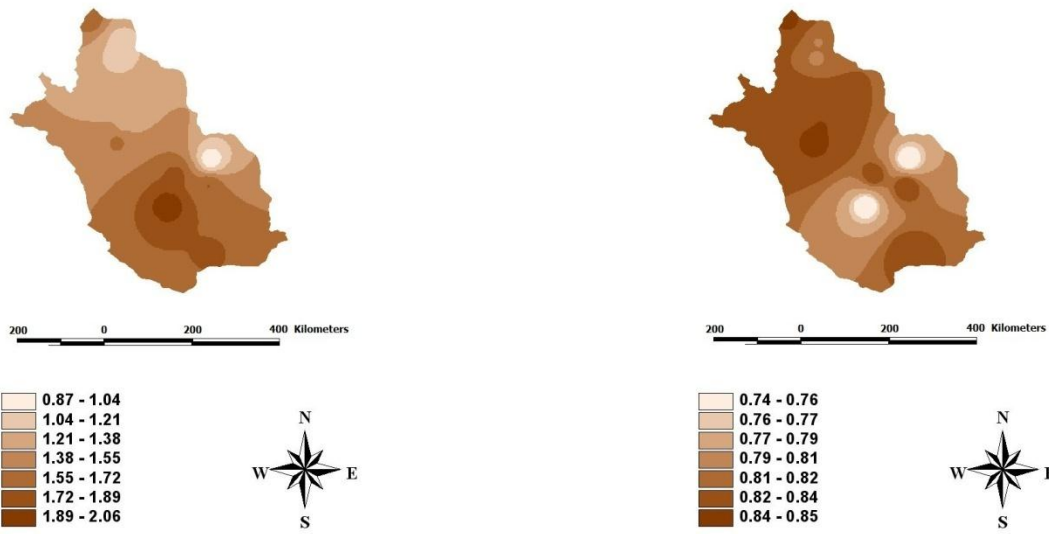 200 0 200 400 Kilometers
0.87 - 1.04
1.04 - 1.21
1.21 - 1.38
1.38 - 1.55
1.55 - 1.72
1.72 - 1.89
1.89 - 2.06
N
W E
S
200 0 200 400 Kilometers
0.74 - 0.76
0.76 - 0.77
0.77 - 0.79
0.79 - 0.81
0.81 - 0.82
0.82 - 0.84
0.84 - 0.85
N
W
S